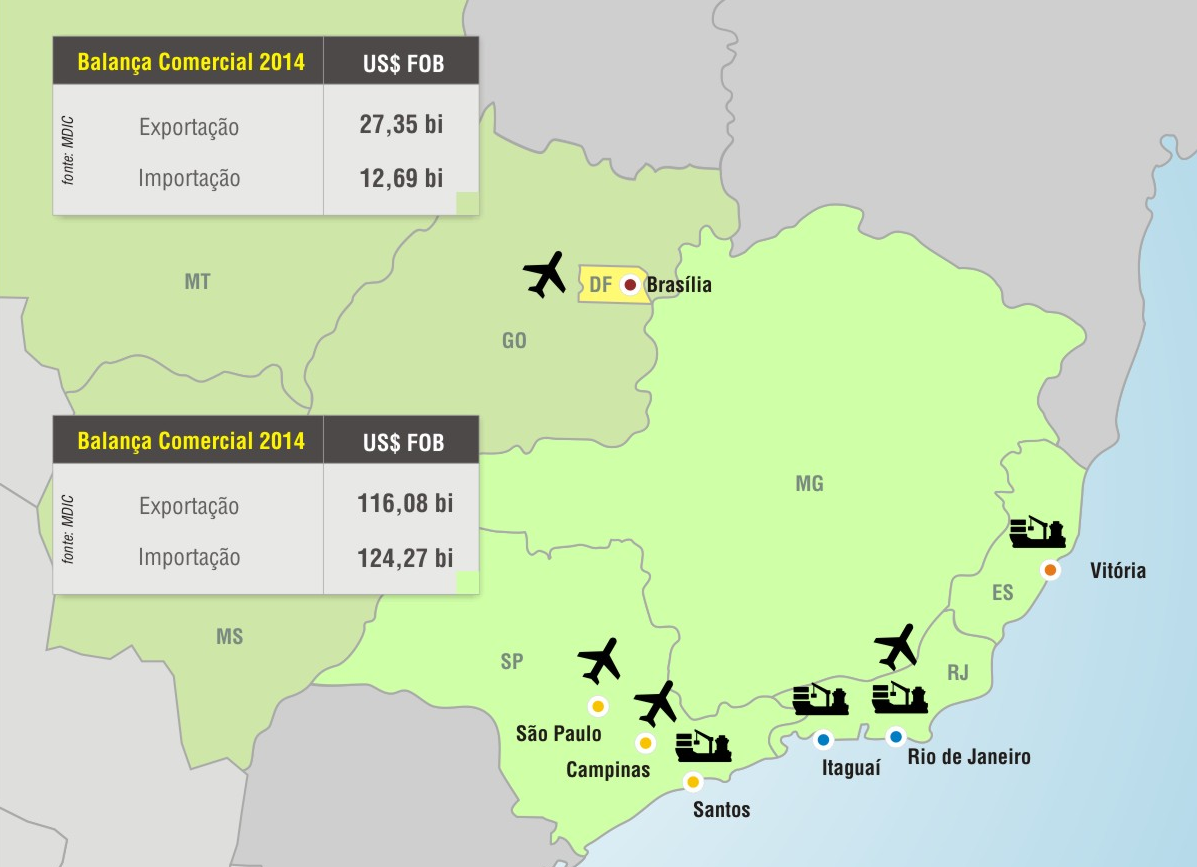 Balança Comercial 2014 US$ FOB
fonte: MDIC
Exportação 27,35 bi
Importação 12,69 bi
MT
DF Brasília
GO
Balança Comercial 2014 US$ FOB
fonte: MDIC
Exportação 116,08 bi
Importação 124,27 bi
MG
Vitória
ES
MS
SP
RJ
São Paulo
Campinas
Itaguaí
Rio de Janeiro
Santos